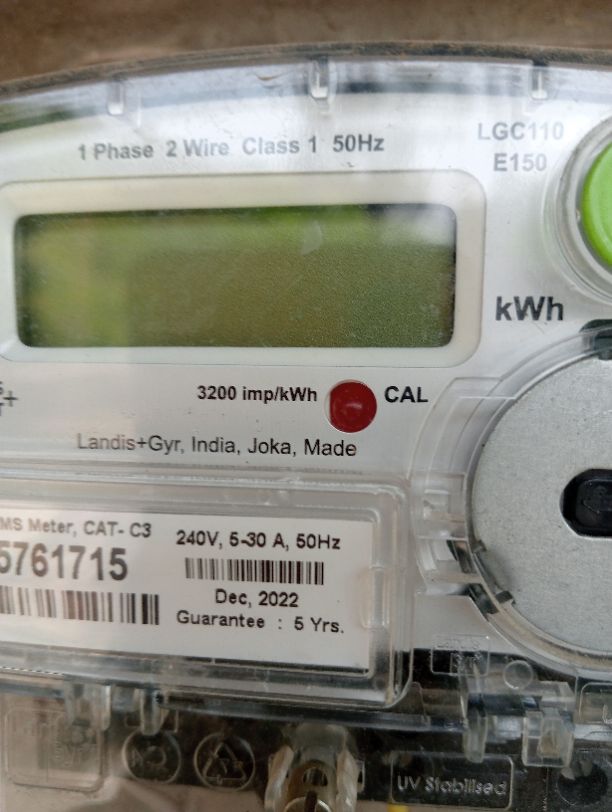 1 Phase 2 Wire Class 1 50Hz
LGC110
E150
kWh
3200 imp/kWh
CAL
Landis+Gyr, India, Joka, Made
MS Meter, CAT- C3
5761715
240V, 5-30 A, 50Hz
Dec, 2022
Guarantee : 5 Yrs.
UV Stabilised